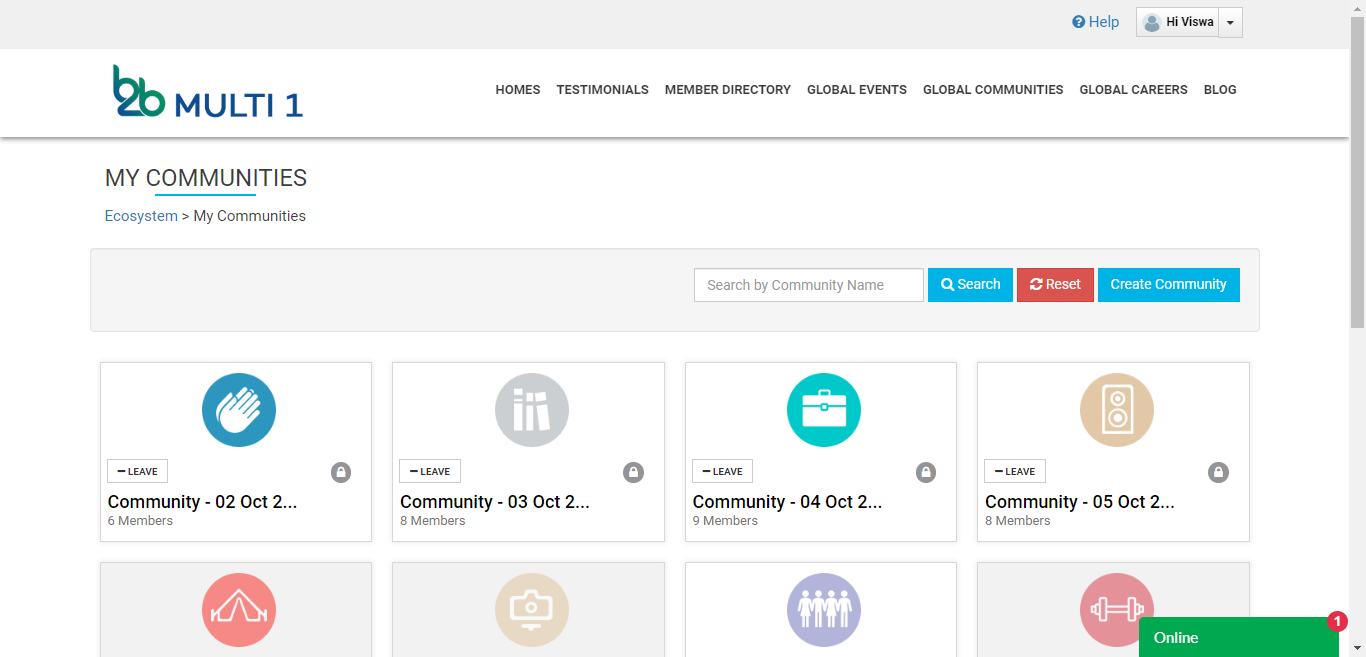 Help
Hi Viswa
b2b MULTI 1
HOMES TESTIMONIALS MEMBER DIRECTORY GLOBAL EVENTS GLOBAL COMMUNITIES GLOBAL CAREERS BLOG
MY COMMUNITIES
Ecosystem > My Communities
Search by Community Name Search Reset Create Community
LEAVE
Community - 02 Oct 2...
6 Members
LEAVE
Community - 03 Oct 2...
8 Members
LEAVE
Community - 04 Oct 2...
9 Members
LEAVE
Community - 05 Oct 2...
8 Members
Online
1